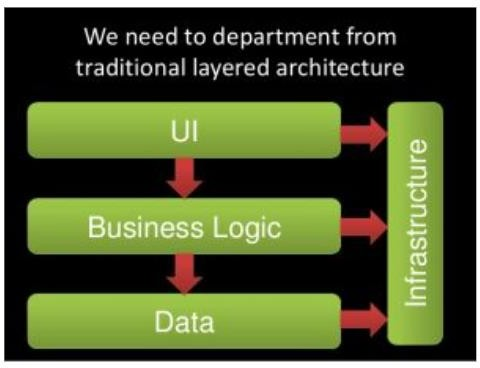 We need to department from
traditional layered architecture
UI
Business Logic
Data
Infrastructure